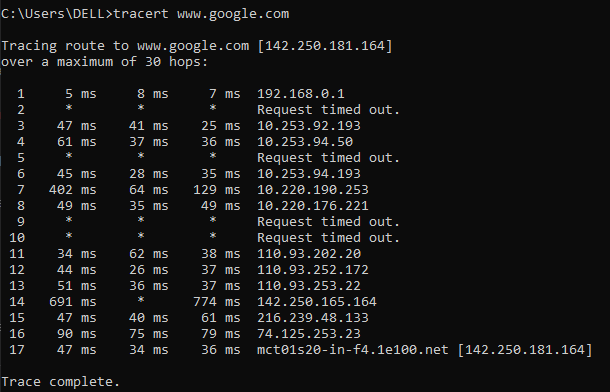 C:\Users\DELL>tracert www.google.com
Tracing route to www.google.com [142.250.181.164]
over a maximum of 30 hops:
1 5 ms 8 ms 7 ms 192.168.0.1
2 * * * Request timed out.
3 47 ms 41 ms 25 ms 10.253.92.193
4 61 ms 37 ms 36 ms 10.253.94.50
5 * * * Request timed out.
6 45 ms 28 ms 35 ms 10.253.94.193
7 402 ms 64 ms 129 ms 10.220.190.253
8 49 ms 35 ms 49 ms 10.220.176.221
9 * * * Request timed out.
10 * * * Request timed out.
11 34 ms 62 ms 38 ms 110.93.202.20
12 44 ms 26 ms 37 ms 110.93.252.172
13 51 ms 36 ms 37 ms 110.93.253.22
14 691 ms * 774 ms 142.250.165.164
15 47 ms 40 ms 61 ms 216.239.48.133
16 90 ms 75 ms 79 ms 74.125.253.23
17 47 ms 34 ms 36 ms mct01s20-in-f4.1e100.net [142.250.181.164]
Trace complete.